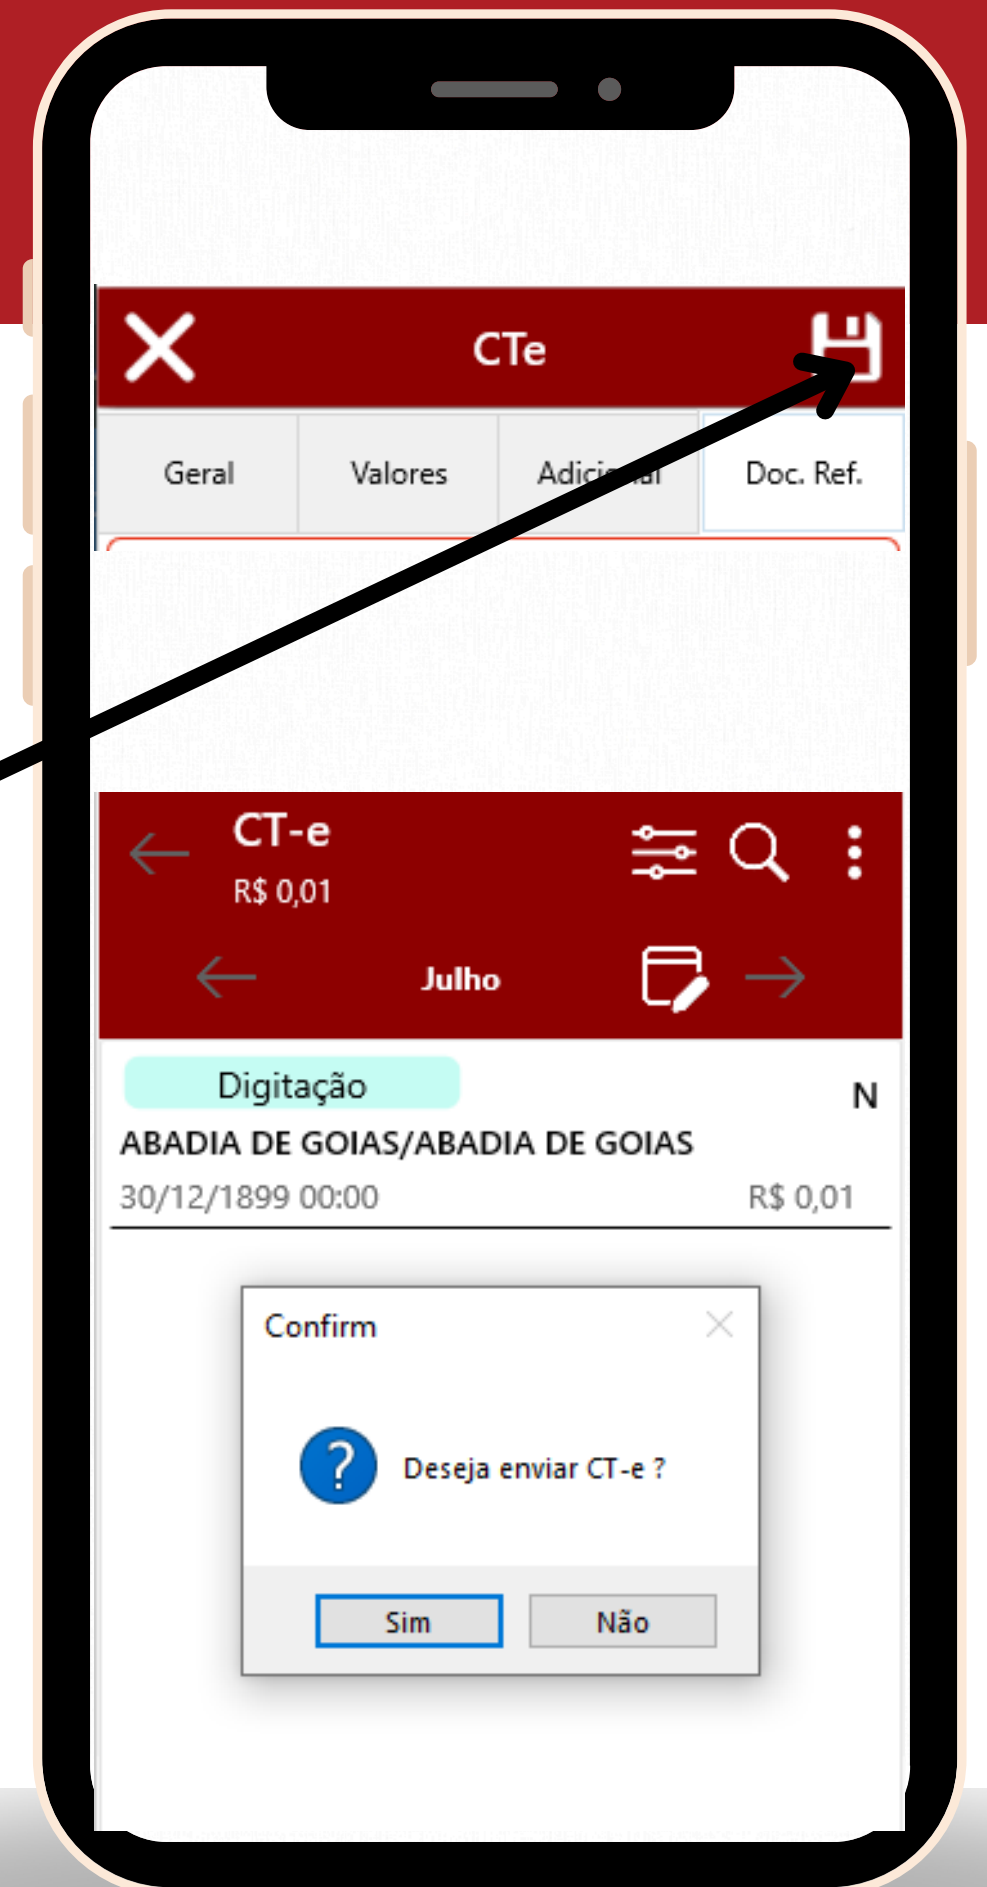 CTe
Geral Valores Adicional Doc. Ref.
CT-e
R$ 0,01
Julho
Digitação N
ABADIA DE GOIAS/ABADIA DE GOIAS
30/12/1899 00:00 R$ 0,01
Confirm
Deseja enviar CT-e ?
Sim Não